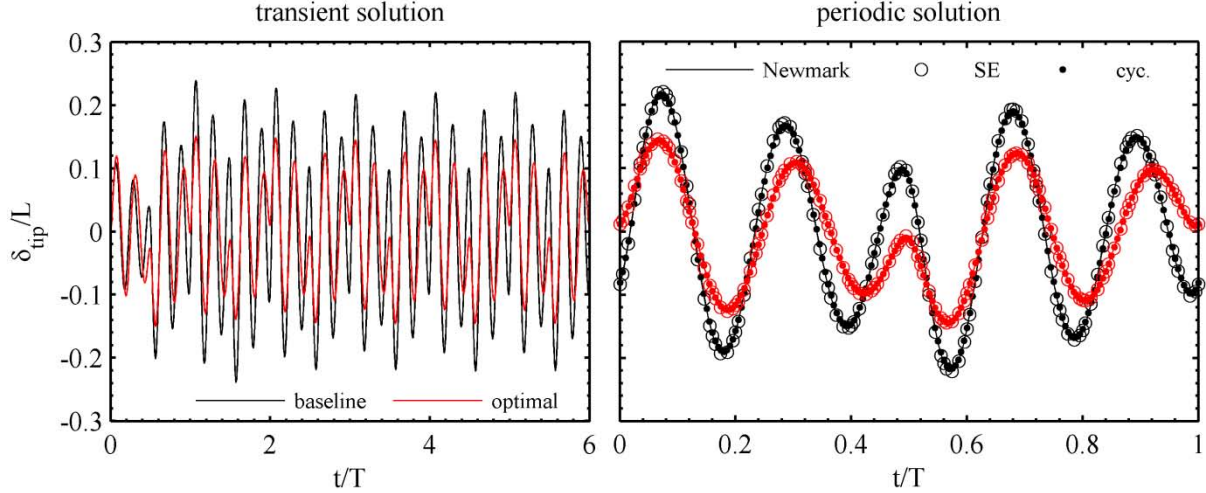 transient solution
periodic solution
0.3
0.2
0.1
0
-0.1
-0.2
-0.3
δtip/L
baseline
optimal
0 2 4 6
t/T
Newmark SE cyc.
0 0.2 0.4 0.6 0.8 1
t/T